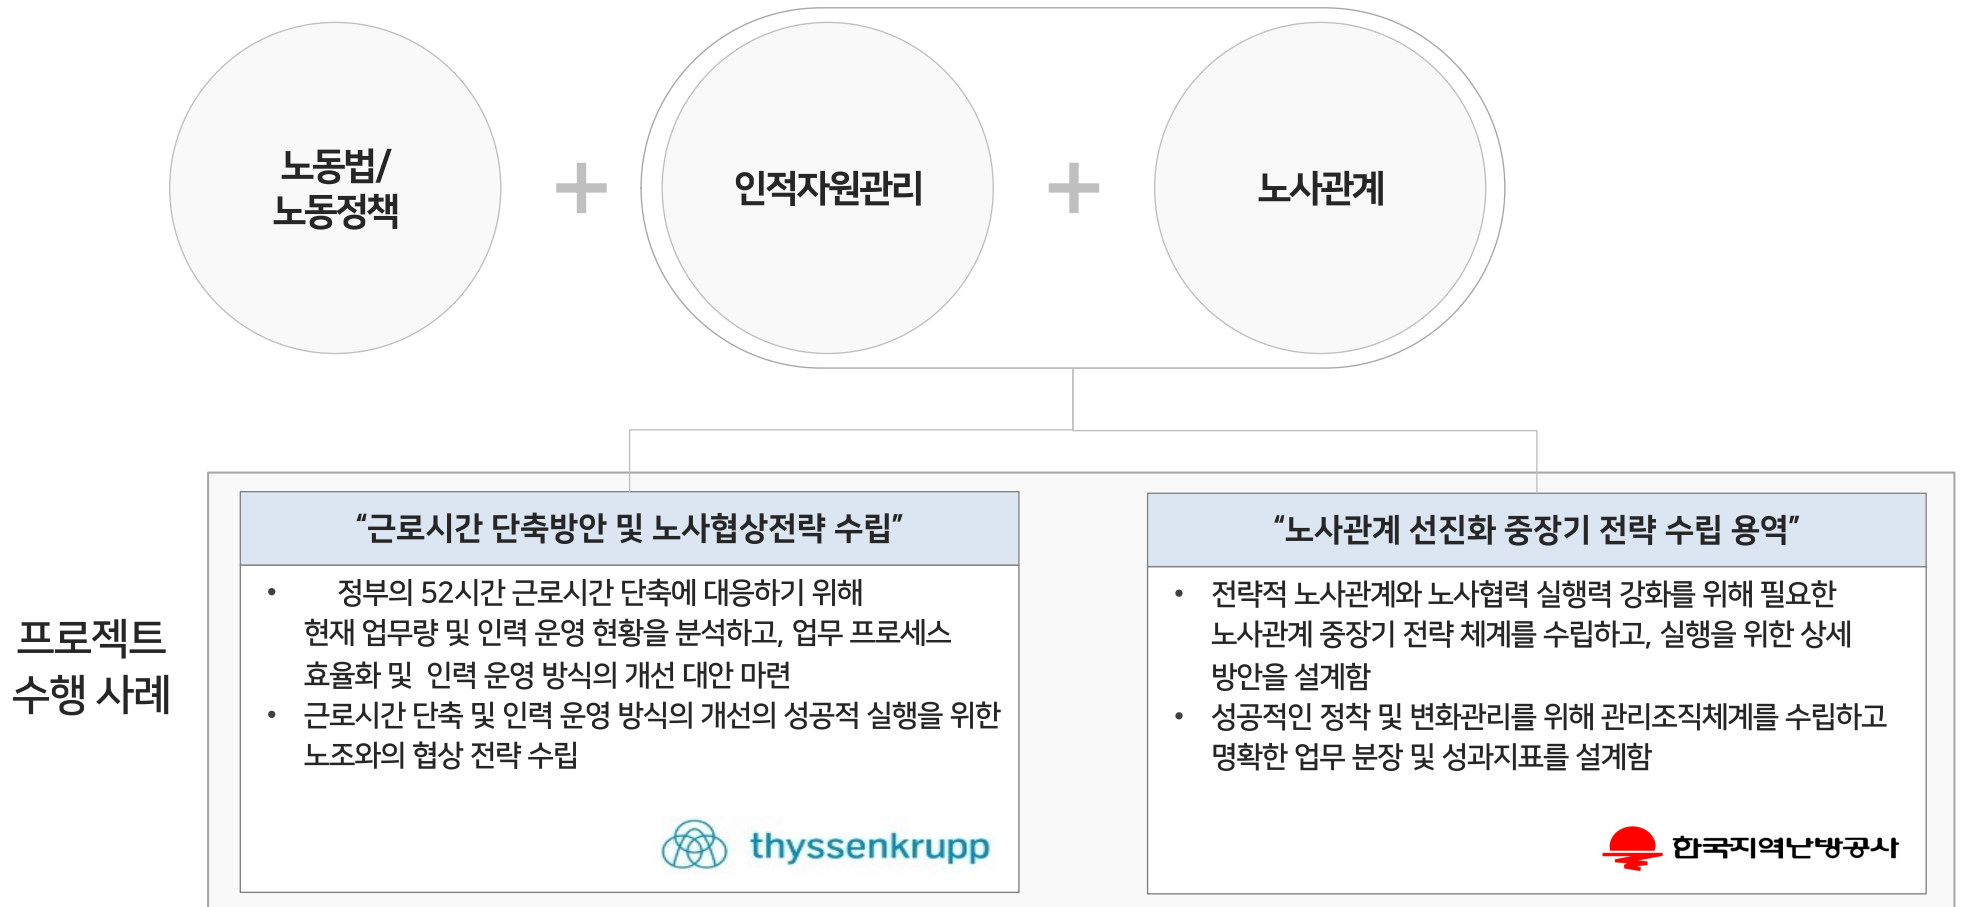 노동법/
노동정책
+
인적자원관리
+
노사관계
프로젝트
수행 사례
“근로시간 단축방안 및 노사협상전략 수립”
• 정부의 52시간 근로시간 단축에 대응하기 위해
현재 업무량 및 인력 운영 현황을 분석하고, 업무 프로세스
효율화 및 인력 운영 방식의 개선 대안 마련
• 근로시간 단축 및 인력 운영 방식의 개선의 성공적 실행을 위한
노조와의 협상 전략 수립
thyssenkrupp
“노사관계 선진화 중장기 전략 수립 용역”
• 전략적 노사관계와 노사협력 실행력 강화를 위해 필요한
노사관계 중장기 전략 체계를 수립하고, 실행을 위한 상세
방안을 설계함
• 성공적인 정착 및 변화관리를 위해 관리조직체계를 수립하고
명확한 업무 분장 및 성과지표를 설계함
한국지역난방공사